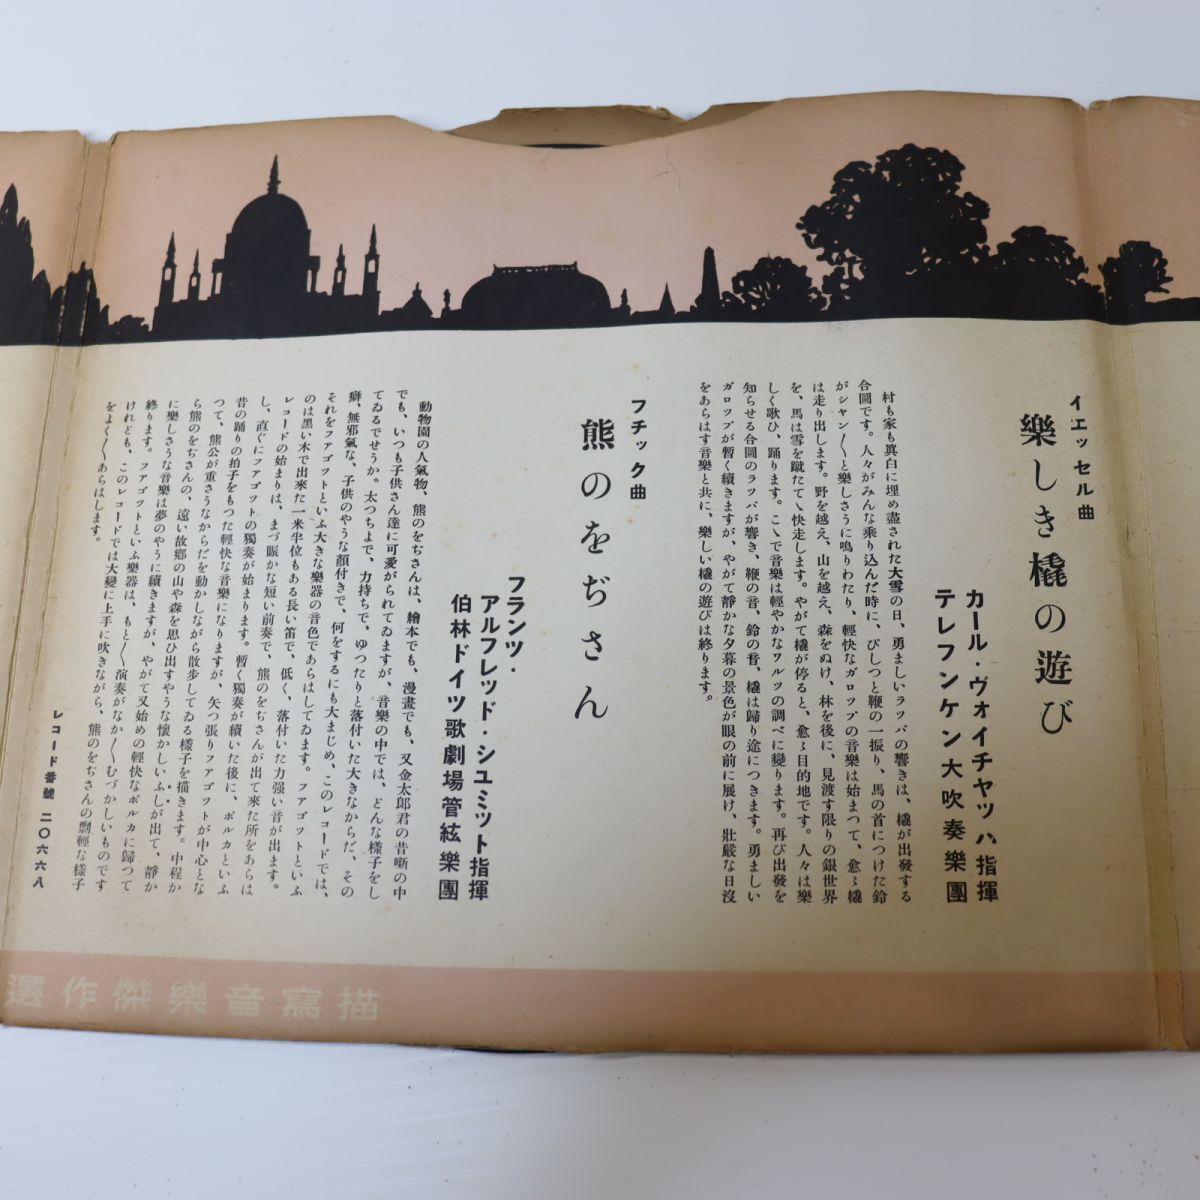 イエッセル曲
樂しき橇の遊び
カール・ヴォイチヤツハ指揮
テレフンケン大吹奏樂團
村も家も眞白に埋め盡された大雪の日、勇ましいラッパの響きは、橇が出發する
合圖です。人々がみんな乘り込んだ時に、ぴしつと鞭の一振り、馬の首につけた鈴
がシャン〳〵と樂しさうに鳴りわたり、輕快なガロップの音樂は始まつて、愈〻橇
は走り出します。野を越え、山を越え、森をぬけ、林を後に、見渡す限りの銀世界
を、馬は雪を蹴たてゝ快走します。やがて橇が停ると、愈〻目的地です。人々は樂
しく歌ひ、踊ります。こゝで音樂は輕やかなワルツの調べに變ります。再び出發を
知らせる合圖のラツパが響き、鞭の音、鈴の音、橇は歸り途につきます。勇ましい
ガロツプが暫く續きますが、やがて靜かな夕暮の景色が眼の前に展け、壯嚴な日沒
をあらはす音樂と共に、樂しい橇の遊びは終ります。
フチック曲
熊のをぢさん
フランツ・
アルフレッド・シユミツト指揮
伯林ドイツ歌劇場管絃樂團
動物園の人氣物、熊のをぢさんは、繪本でも、漫畫でも、又金太郎君の昔噺の中
でも、いつも子供さん達に可愛がられてゐますが、音樂の中では、どんな樣子をし
てゐるでせうか。太つちよで、力持ちで、ゆつたりと落付いた大きなからだ、その
癖、無邪氣な、子供のやうな顏付きで、何をするにも大まじめ、このレコードでは、
それをフアゴットといふ大きな樂器の音色であらはしてゐます。フアゴットといふ
のは黑い木で出來た一米半位もある長い笛で、低く、落付いた力强い音が出ます。
レコードの始まりは、まづ賑かな短い前奏で、熊のをぢさんが出て來た所をあらは
し、直ぐにフアゴットの獨奏が始まります。暫く獨奏が續いた後に、ポルカといふ
昔の踊りの拍子をもつた輕快な音樂になりますが、矢つ張りフアゴットが中心とな
つて、熊公が重さうなからだを動かしながら散步してゐる樣子を描きます。中程か
ら熊のをぢさんの、遠い故鄕の山や森を思ひ出すやうな懷かしいふしが出て、靜か
に樂しさうな音樂は夢のやうに續きますが、やがて又始めの輕快なポルカに歸つて
終ります。フアゴットといふ樂器は、もと〳〵演奏がなか〳〵むづかしいものです
けれども、このレコードでは大變に上手に吹きながら、熊のをぢさんの剽輕な樣子
をよく〳〵あらはします。
レコード番號 二〇六六八
選作傑樂音寫描